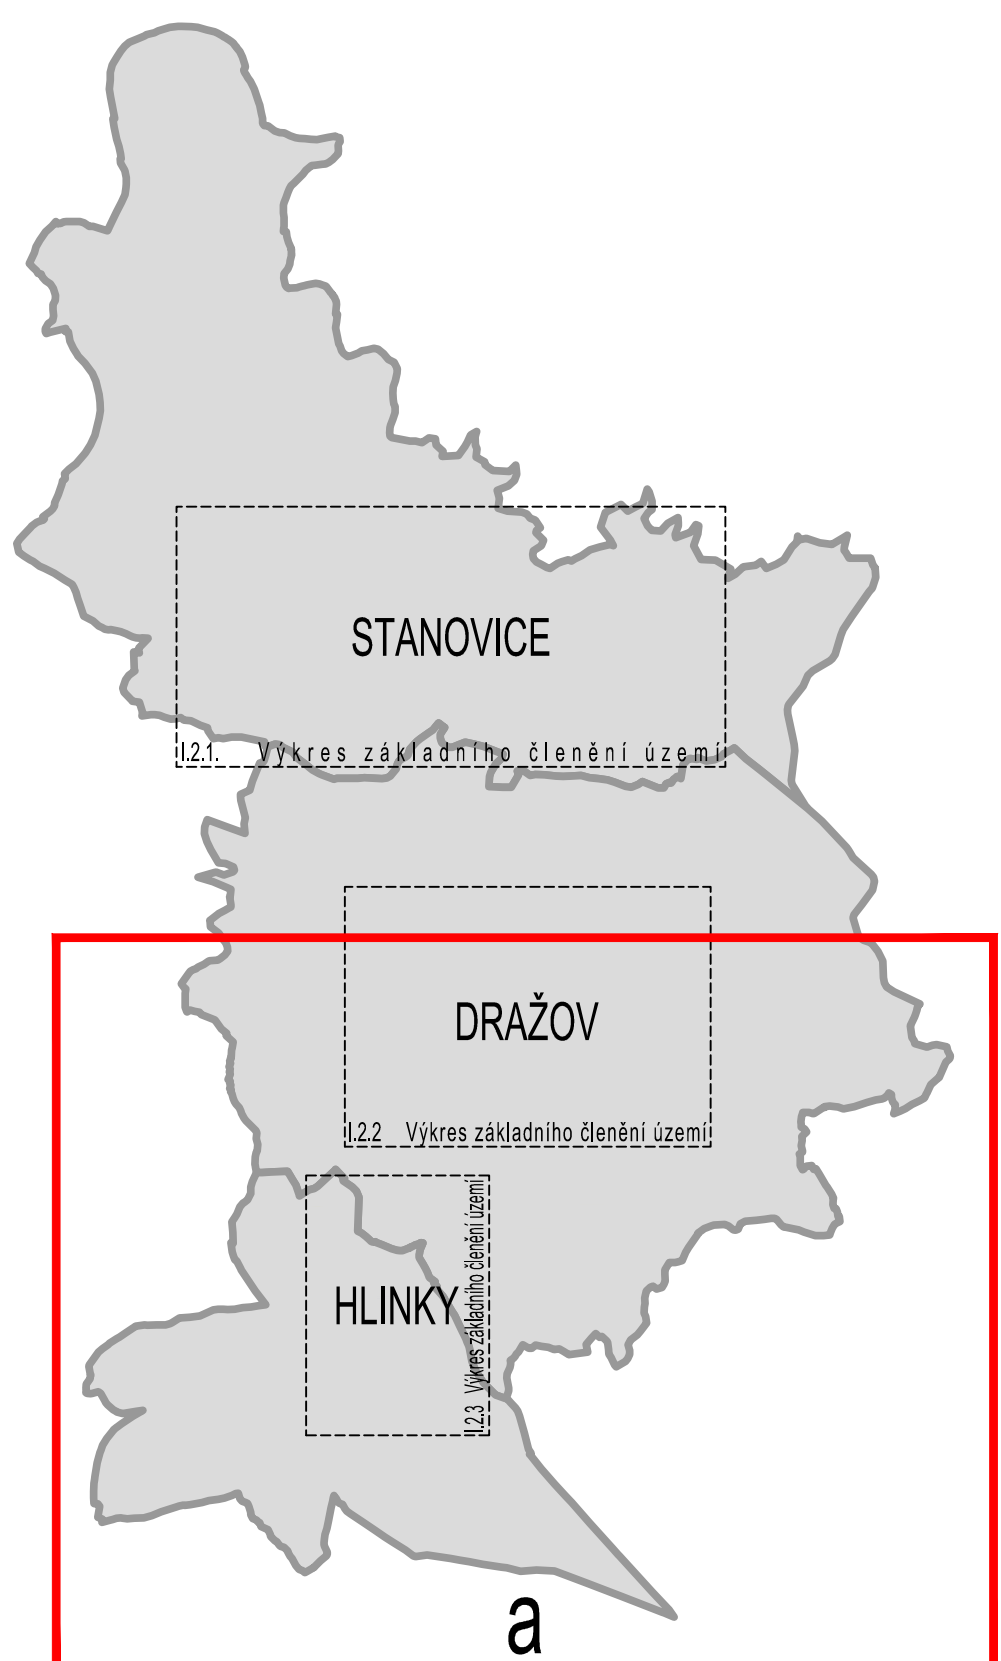 STANOVICE
I.2.1. Výkres základního členění území
DRAŽOV
I.2.2 Výkres základního členění území
HLINKY
I.2.3 Výkres základního členění území
a